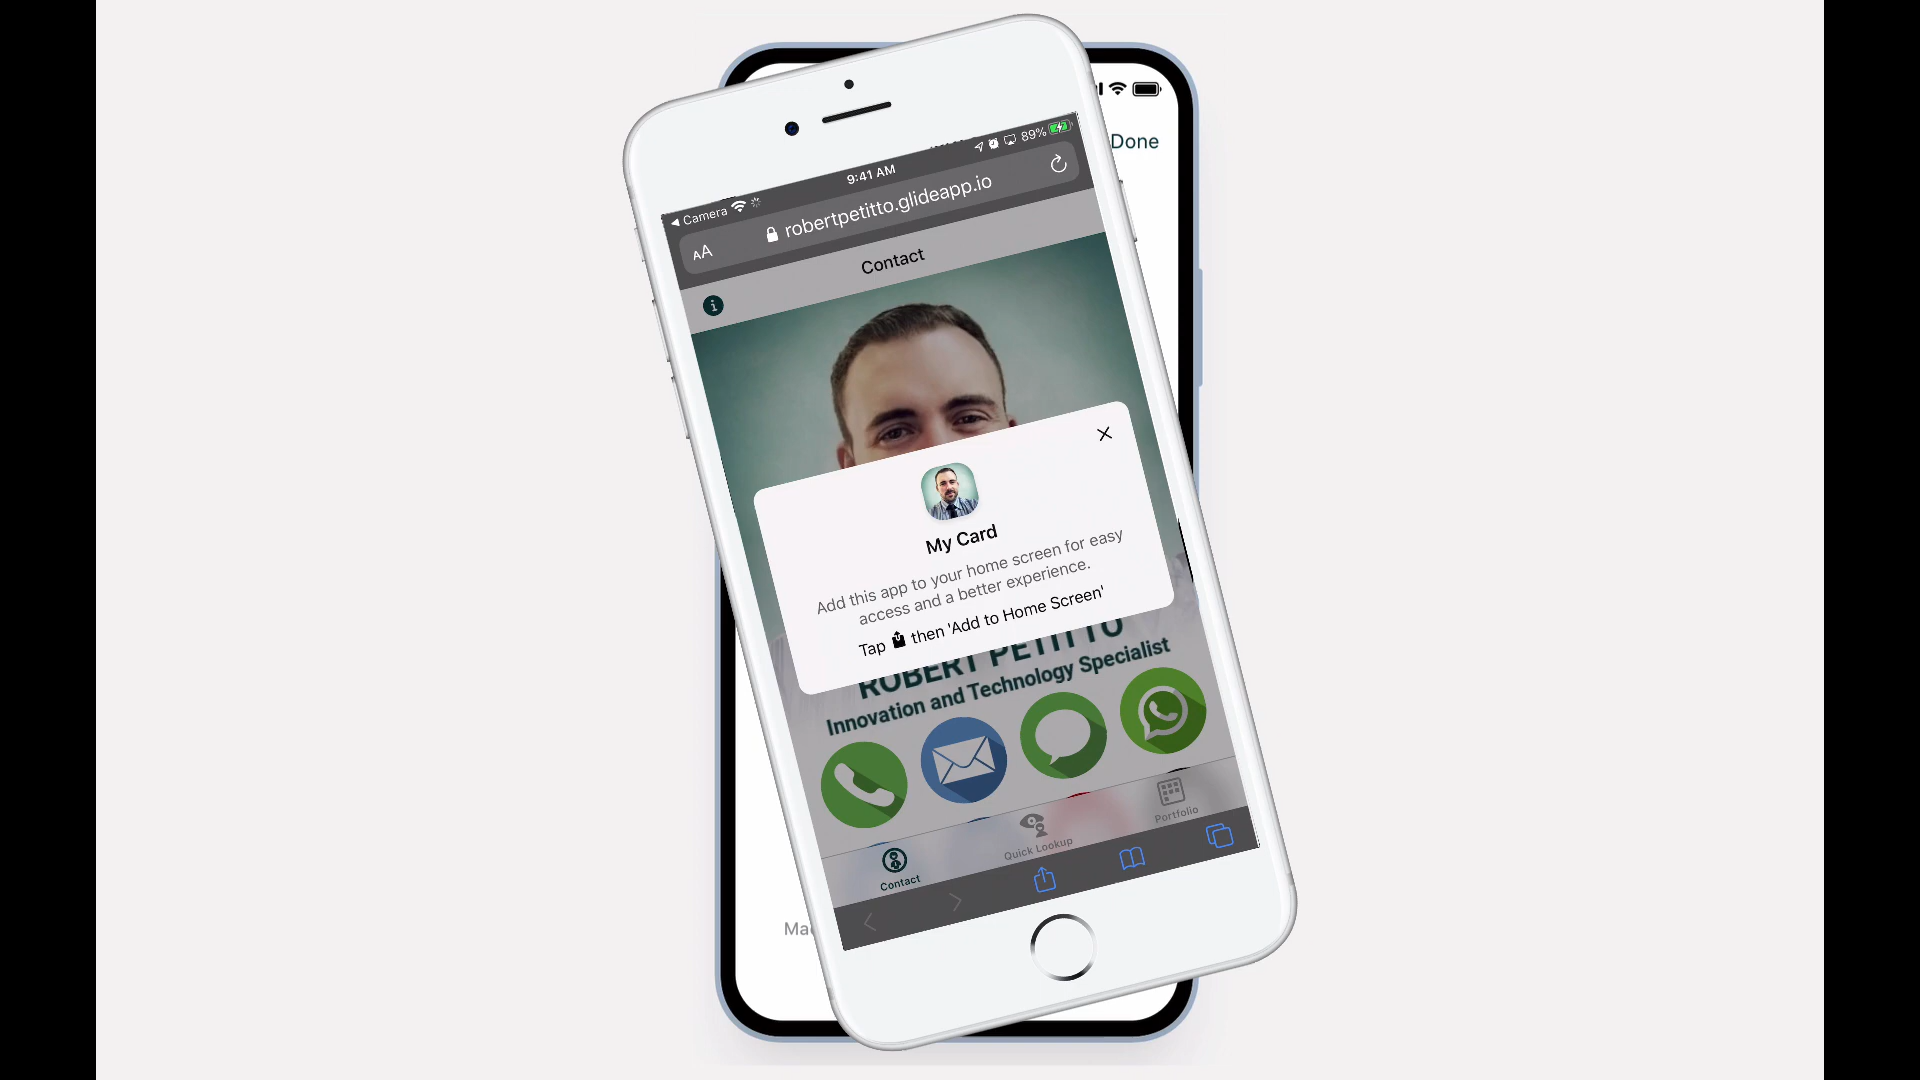 Done
89%
9:41 AM
Camera
AA robertpetitto.glideapp.io
Contact
My Card
Add this app to your home screen for easy
access and a better experience.
Tap then 'Add to Home Screen'
ROBERT PETITTO
Innovation and Technology Specialist
Contact
Quick Lookup
Portfolio